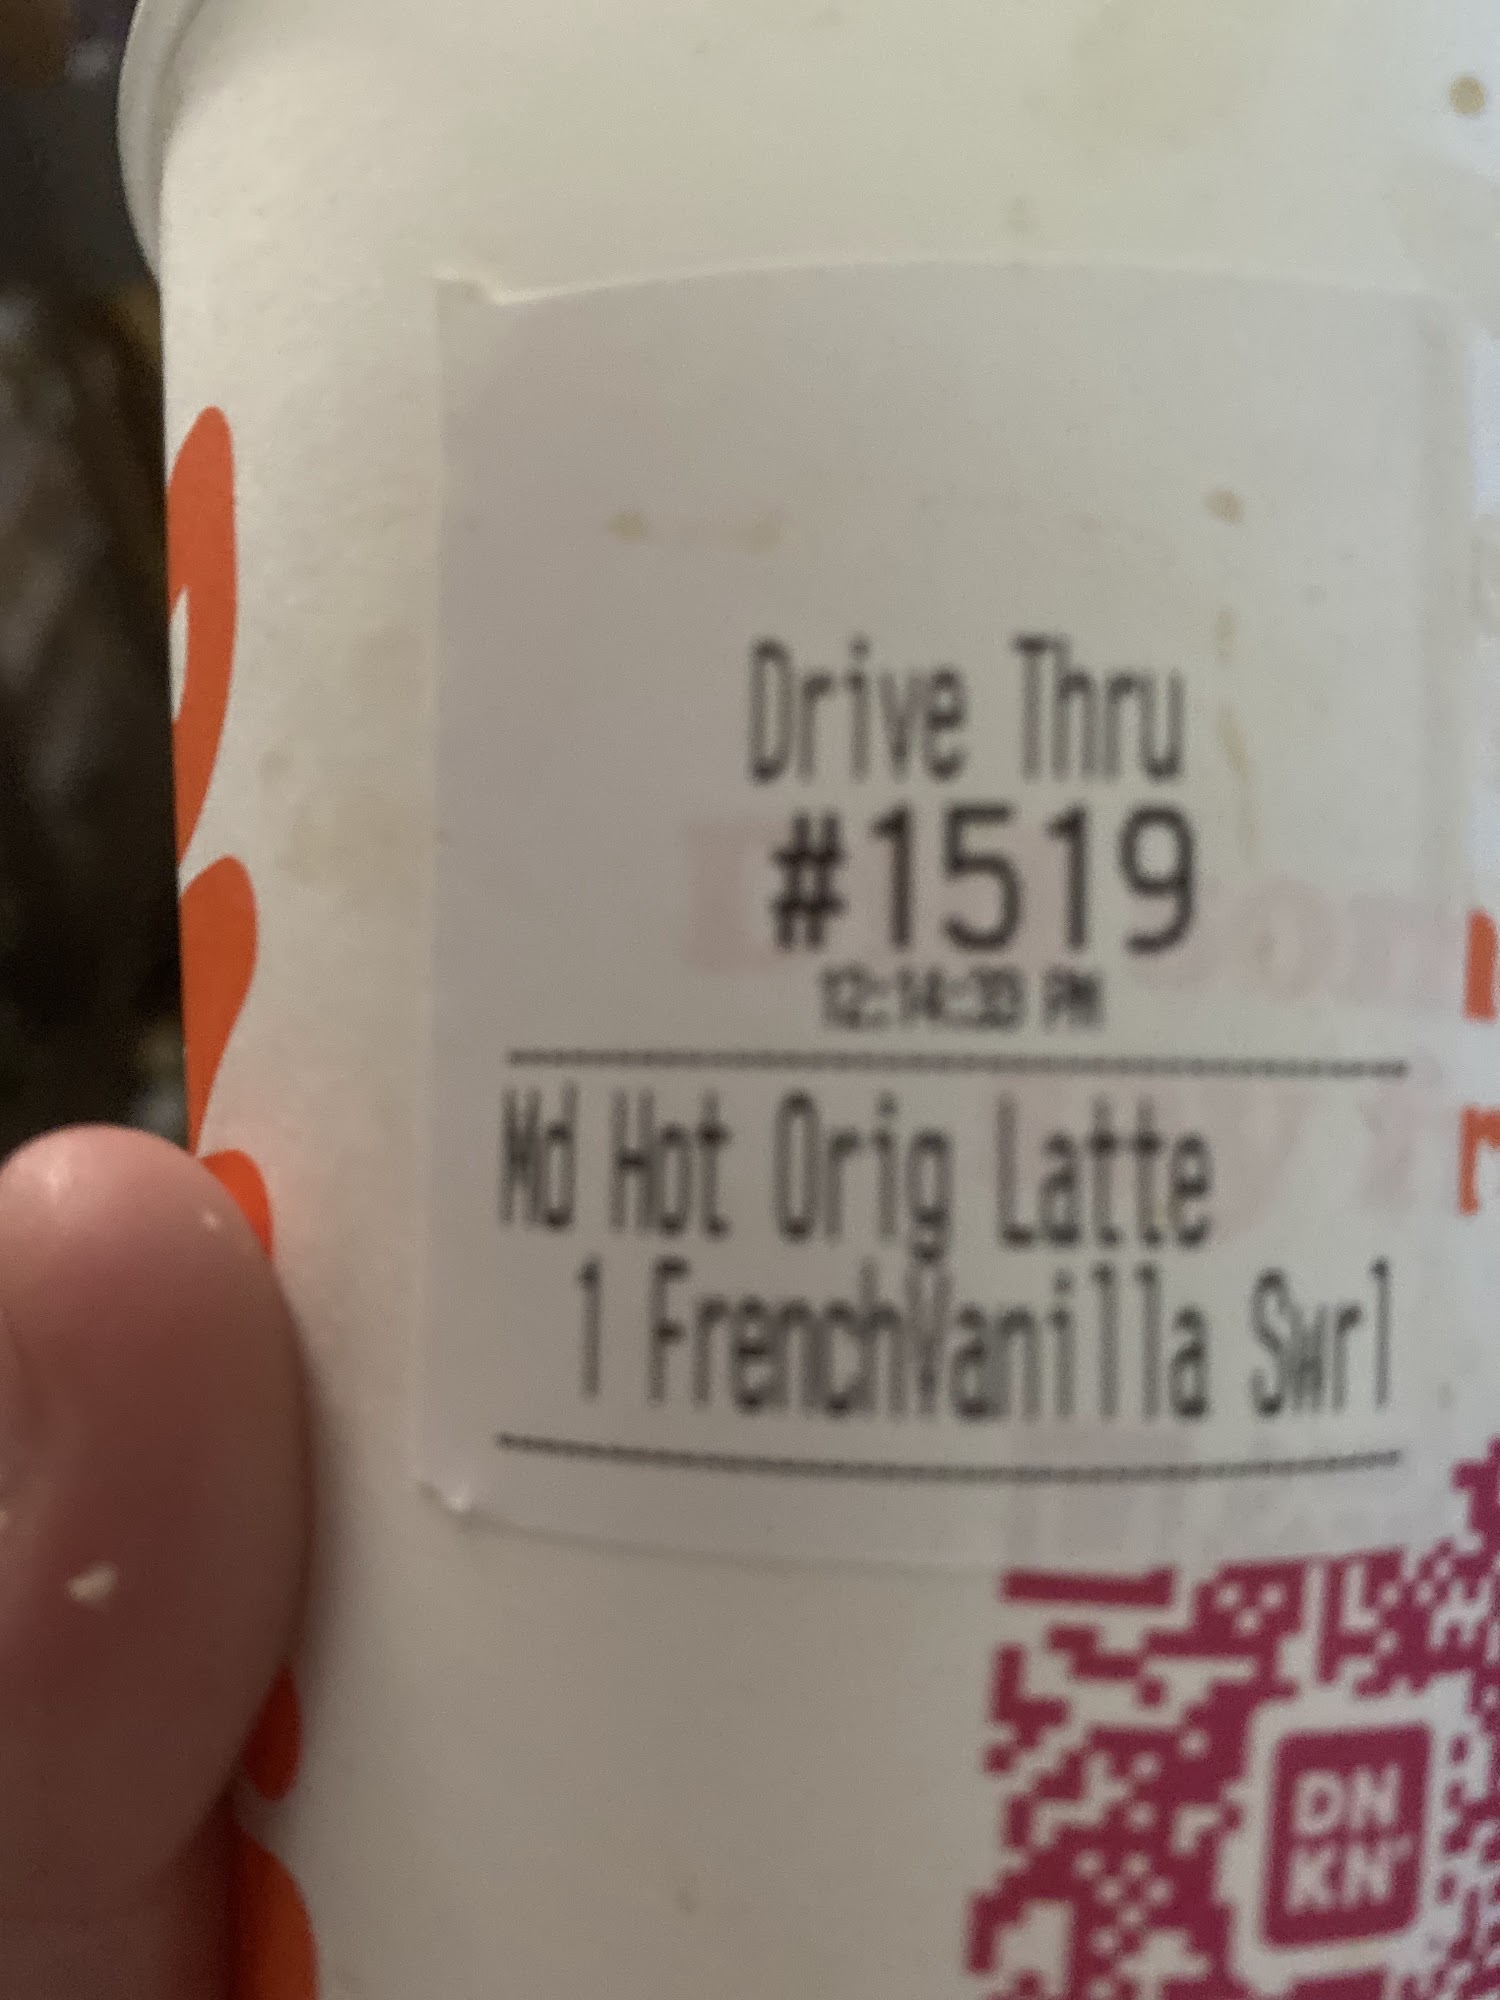 Drive Thru
#1519
12:14:33 PM
Md Hot Orig Latte
1 FrenchVanilla Swrl
DN
KN'